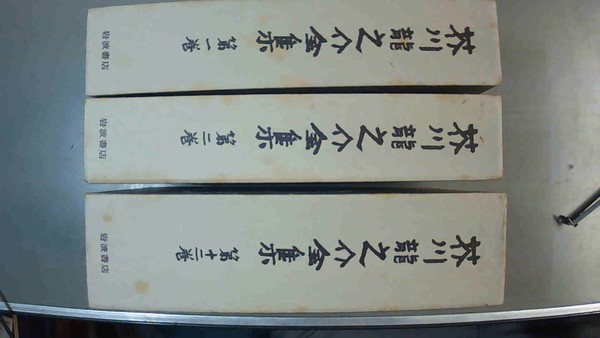 芥川龍之介全集 第一巻 岩波書店
芥川龍之介全集 第二巻 岩波書店
芥川龍之介全集 第十二巻 岩波書店